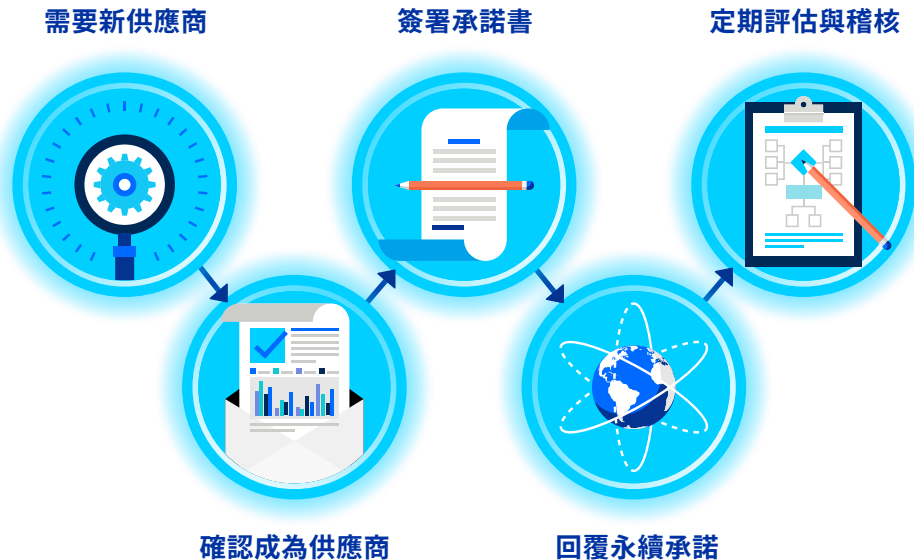 需要新供應商
簽署承諾書
定期評估與稽核
確認成為供應商
回覆永續承諾